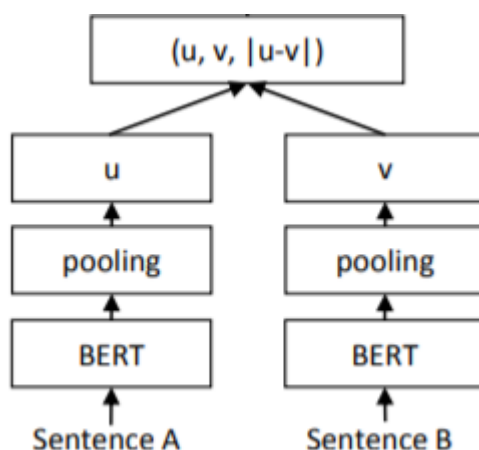 (u, v, |u-v|)
u
v
pooling
pooling
BERT
BERT
Sentence A
Sentence B